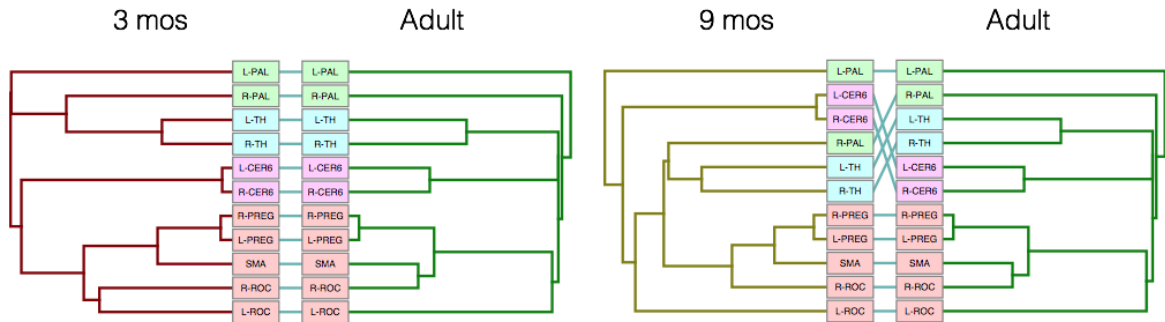 3 mos Adult 9 mos Adult
L-PAL L-PAL L-PAL L-PAL
R-PAL R-PAL L-CER6 R-PAL
L-TH L-TH R-CER6 L-TH
R-TH R-TH R-PAL R-TH
L-CER6 L-CER6 L-TH L-CER6
R-CER6 R-CER6 R-TH R-CER6
R-PREG R-PREG R-PREG R-PREG
L-PREG L-PREG L-PREG L-PREG
SMA SMA SMA SMA
R-ROC R-ROC R-ROC R-ROC
L-ROC L-ROC L-ROC L-ROC